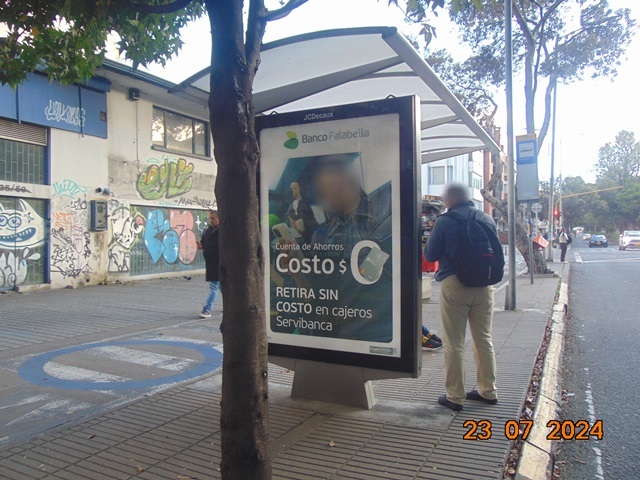 JCDecaux
Banco Falabella
Cuenta de Ahorros
Costo $ 0
RETIRA SIN
COSTO en cajeros
Servibanca
23 07 2024